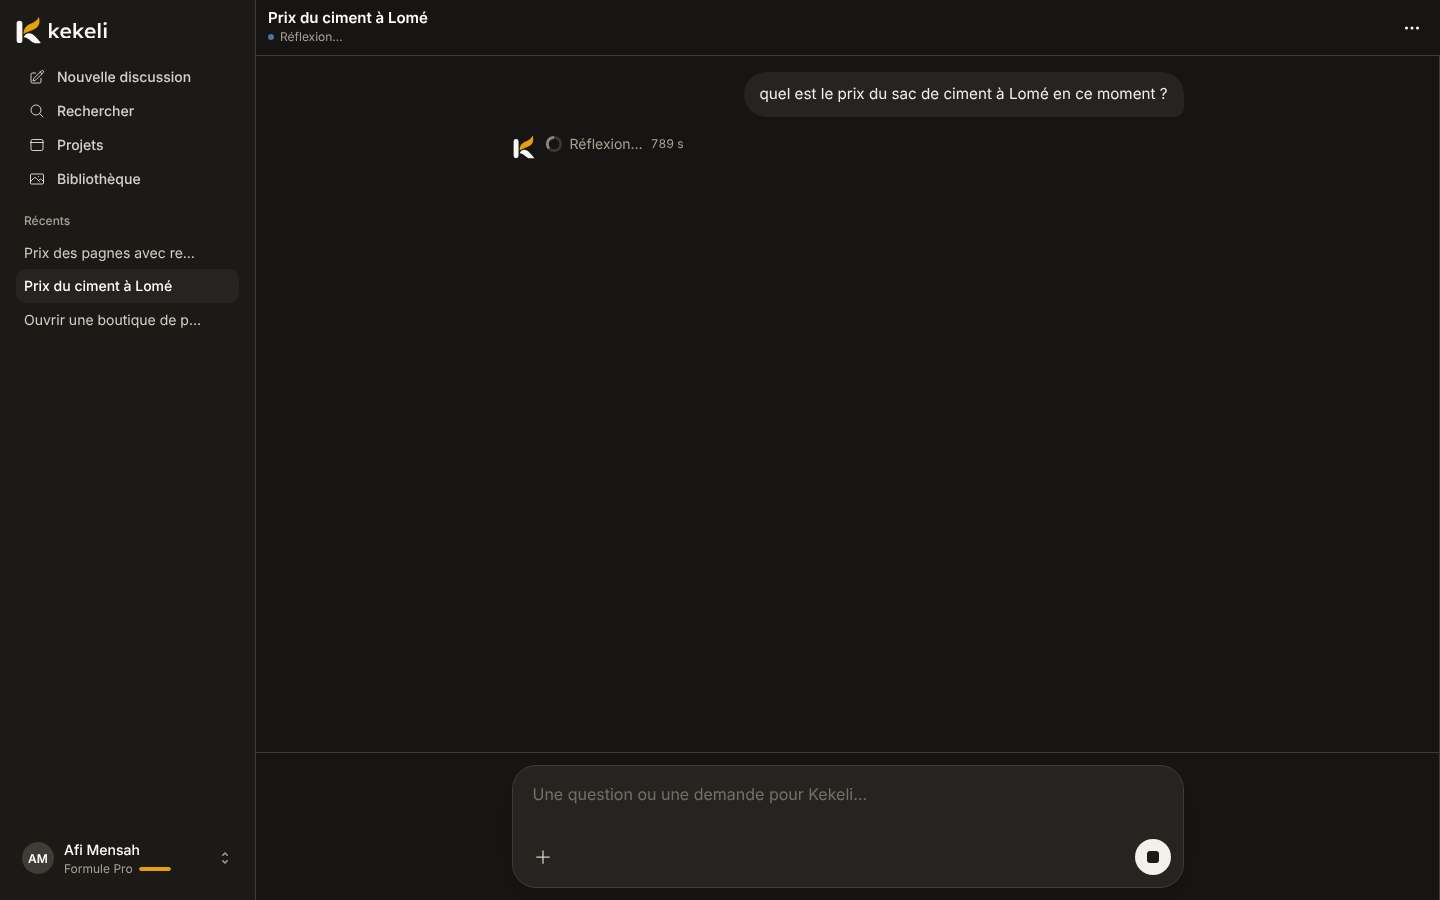 kekeli
Nouvelle discussion
Rechercher
Projets
Bibliothèque
Récents
Prix des pagnes avec re...
Prix du ciment à Lomé
Ouvrir une boutique de p...
AM
Afi Mensah
Formule Pro
Prix du ciment à Lomé
Réflexion...
quel est le prix du sac de ciment à Lomé en ce moment ?
Réflexion... 789 s
Une question ou une demande pour Kekeli...